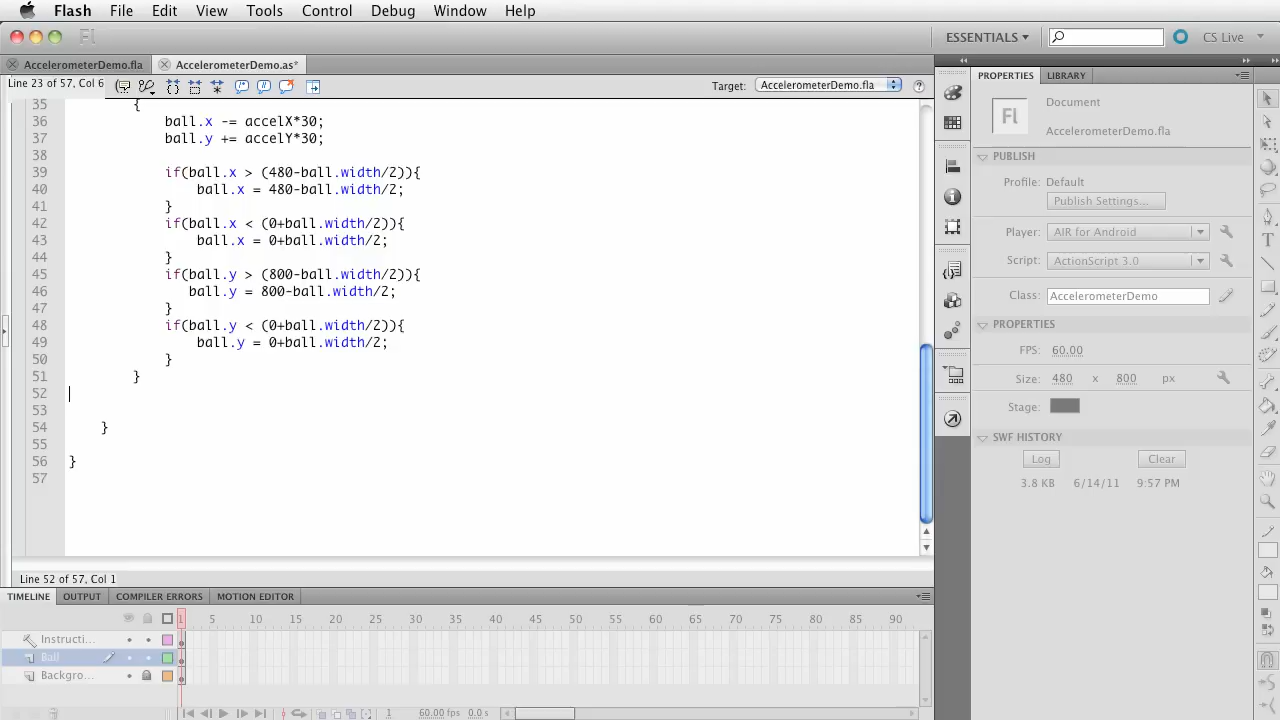 Flash File Edit View Tools Control Debug Window Help
Fl ESSENTIALS CS Live
AccelerometerDemo.fla AccelerometerDemo.as*
Line 23 of 57, Col 6 Target: AccelerometerDemo.fla
35 {
36 ball.x -= accelX*30;
37 ball.y += accelY*30;
38
39 if(ball.x > (480-ball.width/2)){
40 ball.x = 480-ball.width/2;
41 }
42 if(ball.x < (0+ball.width/2)){
43 ball.x = 0+ball.width/2;
44 }
45 if(ball.y > (800-ball.width/2)){
46 ball.y = 800-ball.width/2;
47 }
48 if(ball.y < (0+ball.width/2)){
49 ball.y = 0+ball.width/2;
50 }
51 }
52
53
54 }
55
56 }
57
Line 52 of 57, Col 1
PROPERTIES LIBRARY
Fl
Document
AccelerometerDemo.fla
PUBLISH
Profile: Default
Publish Settings...
Player: AIR for Android
Script: ActionScript 3.0
Class: AccelerometerDemo
PROPERTIES
FPS: 60.00
Size: 480 x 800 px
Stage:
SWF HISTORY
Log Clear
3.8 KB 6/14/11 9:57 PM
TIMELINE OUTPUT COMPILER ERRORS MOTION EDITOR
1 5 10 15 20 25 30 35 40 45 50 55 60 65 70 75 80 85 90
Instructi...
Ball
Backgro...
1 60.00 fps 0.0 s